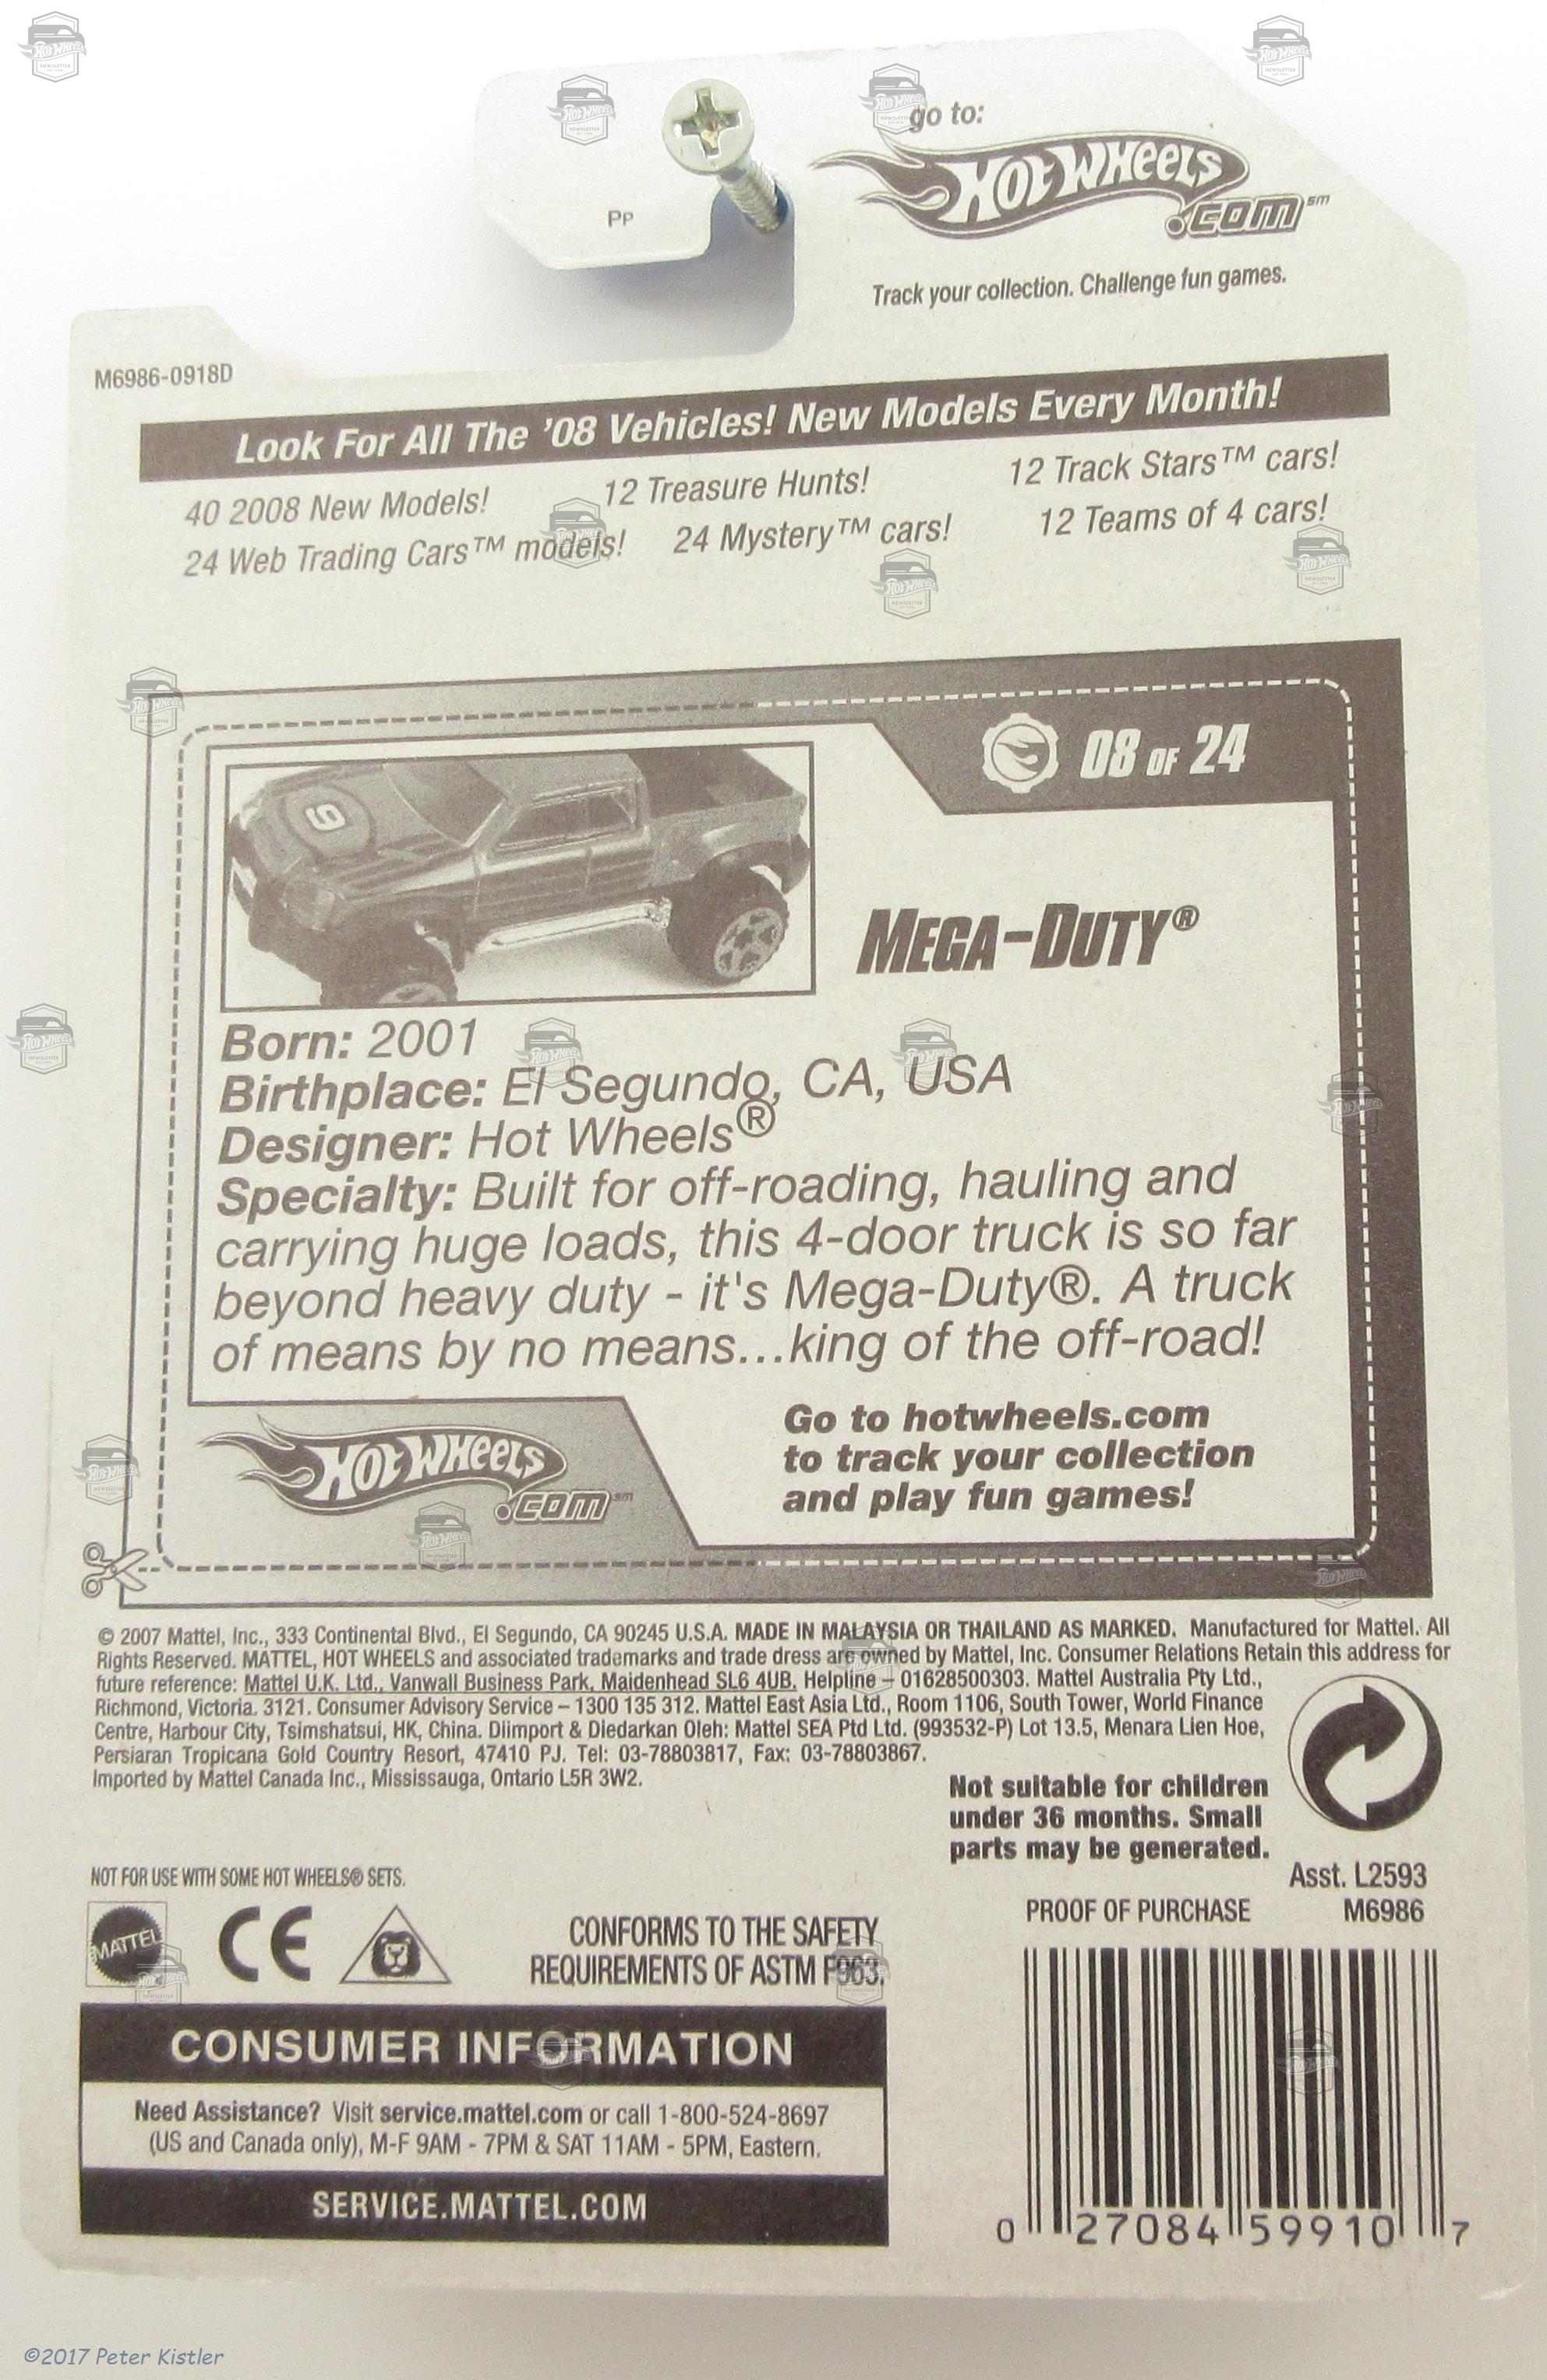 go to:
HOT WHEELS
.COM℠
Pp
Track your collection. Challenge fun games.
M6986-0918D
Look For All The '08 Vehicles! New Models Every Month!
40 2008 New Models! 12 Treasure Hunts! 12 Track Stars™ cars!
24 Web Trading Cars™ models! 24 Mystery™ cars! 12 Teams of 4 cars!
08 OF 24
9
MEGA-DUTY®
Born: 2001
Birthplace: El Segundo, CA, USA
Designer: Hot Wheels®
Specialty: Built for off-roading, hauling and
carrying huge loads, this 4-door truck is so far
beyond heavy duty - it's Mega-Duty®. A truck
of means by no means...king of the off-road!
HOT WHEELS
.COM℠
Go to hotwheels.com
to track your collection
and play fun games!
© 2007 Mattel, Inc., 333 Continental Blvd., El Segundo, CA 90245 U.S.A. MADE IN MALAYSIA OR THAILAND AS MARKED. Manufactured for Mattel. All
Rights Reserved. MATTEL, HOT WHEELS and associated trademarks and trade dress are owned by Mattel, Inc. Consumer Relations Retain this address for
future reference: Mattel U.K. Ltd., Vanwall Business Park, Maidenhead SL6 4UB. Helpline – 01628500303. Mattel Australia Pty Ltd.,
Richmond, Victoria. 3121. Consumer Advisory Service – 1300 135 312. Mattel East Asia Ltd., Room 1106, South Tower, World Finance
Centre, Harbour City, Tsimshatsui, HK, China. Diimport & Diedarkan Oleh: Mattel SEA Ptd Ltd. (993532-P) Lot 13.5, Menara Lien Hoe,
Persiaran Tropicana Gold Country Resort, 47410 PJ. Tel: 03-78803817, Fax: 03-78803867.
Imported by Mattel Canada Inc., Mississauga, Ontario L5R 3W2.
Not suitable for children
under 36 months. Small
parts may be generated.
NOT FOR USE WITH SOME HOT WHEELS® SETS.
Asst. L2593
PROOF OF PURCHASE M6986
MATTEL
CE
CONFORMS TO THE SAFETY
REQUIREMENTS OF ASTM F963.
CONSUMER INFORMATION
Need Assistance? Visit service.mattel.com or call 1-800-524-8697
(US and Canada only), M-F 9AM - 7PM & SAT 11AM - 5PM, Eastern.
SERVICE.MATTEL.COM
0 27084 59910 7
©2017 Peter Kistler